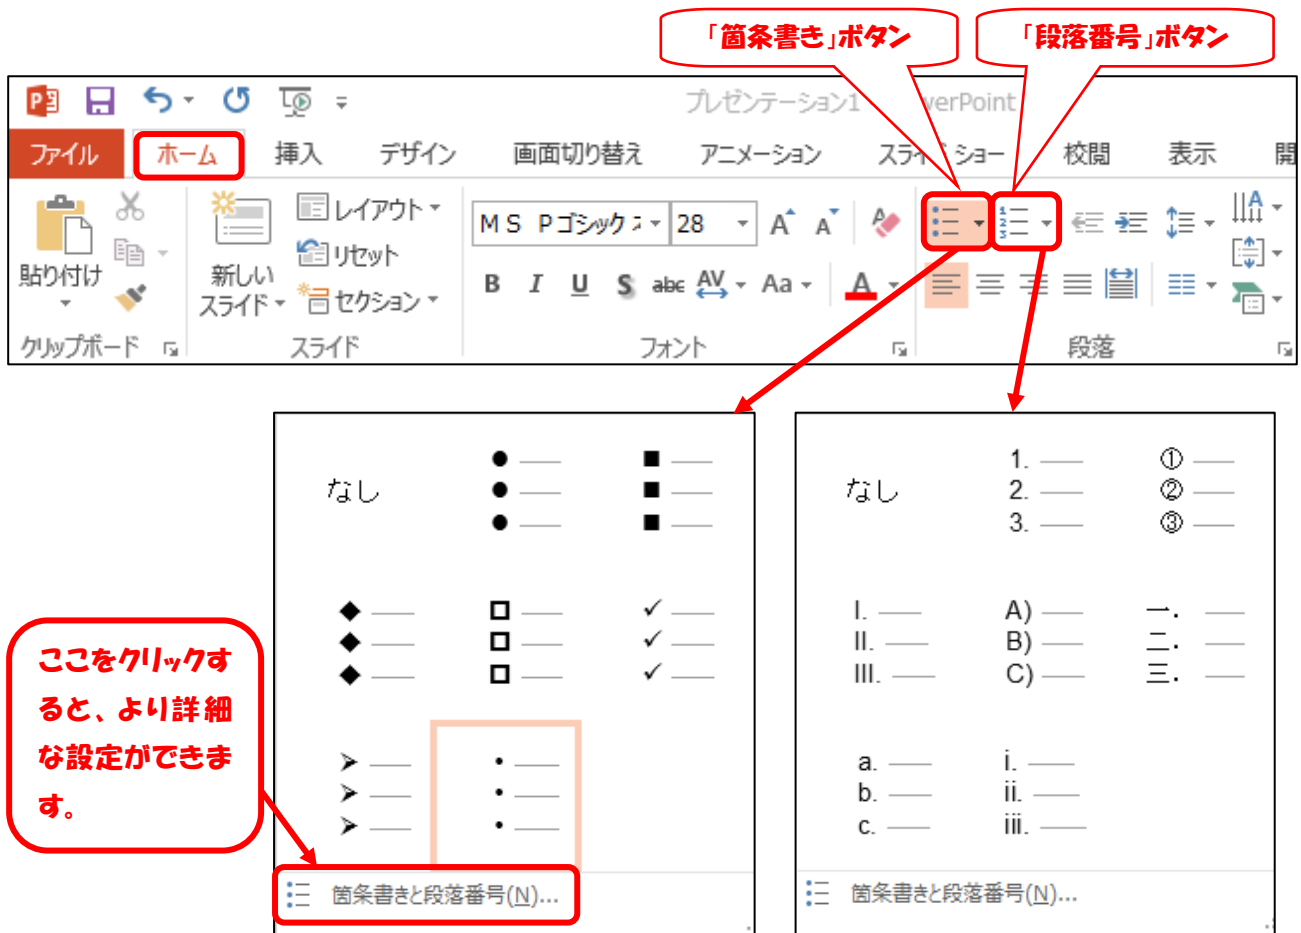 「箇条書き」ボタン
「段落番号」ボタン
プレゼンテーション1
werPoint
ファイル ホーム 挿入 デザイン 画面切り替え アニメーション スライド ショー 校閲 表示 開
貼り付け
新しい
スライド
レイアウト
リセット
セクション
MS Pゴシック 28 A A
B I U S abc AV Aa A
クリップボード スライド フォント 段落
なし
なし
1.
2.
3.
①
②
③
I.
II.
III.
A)
B)
C)
一.
二.
三.
a.
b.
c.
i.
ii.
iii.
ここをクリックす
ると、より詳細
な設定ができま
す。
箇条書きと段落番号(N)...
箇条書きと段落番号(N)...